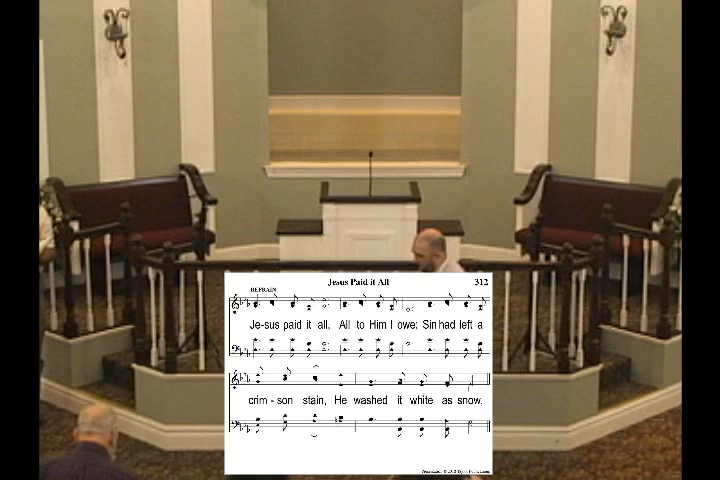 Jesus Paid it All 312
REFRAIN
Je-sus paid it all, All to Him I owe; Sin had left a
crim - son stain, He washed it white as snow.